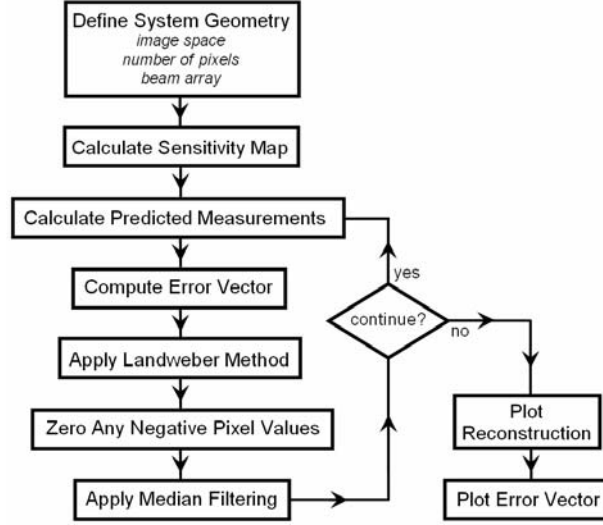 Define System Geometry
image space
number of pixels
beam array
Calculate Sensitivity Map
Calculate Predicted Measurements
Compute Error Vector
Apply Landweber Method
Zero Any Negative Pixel Values
Apply Median Filtering
continue?
yes
no
Plot
Reconstruction
Plot Error Vector